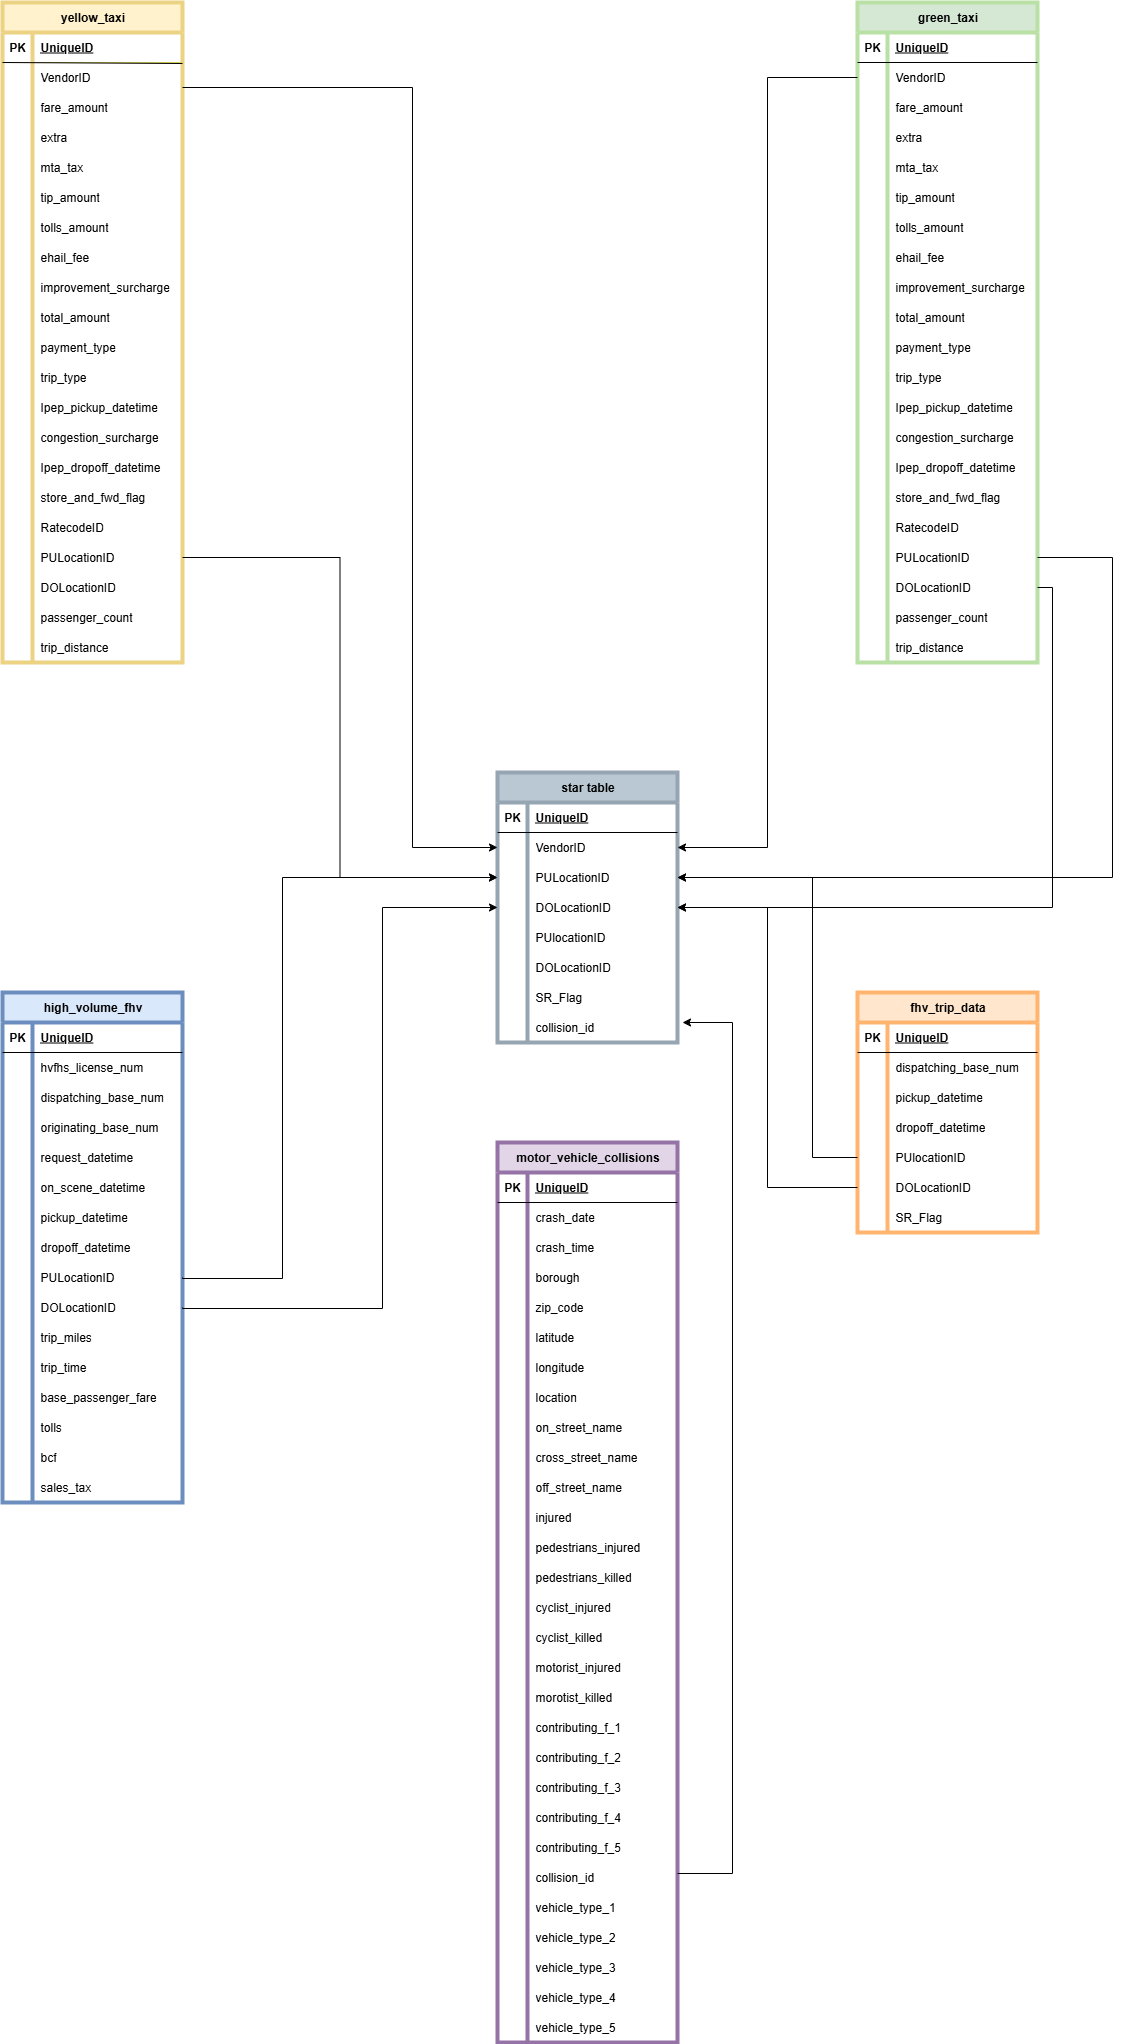 yellow_taxi
PK UniqueID
VendorID
fare_amount
extra
mta_tax
tip_amount
tolls_amount
ehail_fee
improvement_surcharge
total_amount
payment_type
trip_type
lpep_pickup_datetime
congestion_surcharge
lpep_dropoff_datetime
store_and_fwd_flag
RatecodeID
PULocationID
DOLocationID
passenger_count
trip_distance
green_taxi
PK UniqueID
VendorID
fare_amount
extra
mta_tax
tip_amount
tolls_amount
ehail_fee
improvement_surcharge
total_amount
payment_type
trip_type
lpep_pickup_datetime
congestion_surcharge
lpep_dropoff_datetime
store_and_fwd_flag
RatecodeID
PULocationID
DOLocationID
passenger_count
trip_distance
star table
PK UniqueID
VendorID
PULocationID
DOLocationID
PUlocationID
DOLocationID
SR_Flag
collision_id
high_volume_fhv
PK UniqueID
hvfhs_license_num
dispatching_base_num
originating_base_num
request_datetime
on_scene_datetime
pickup_datetime
dropoff_datetime
PULocationID
DOLocationID
trip_miles
trip_time
base_passenger_fare
tolls
bcf
sales_tax
fhv_trip_data
PK UniqueID
dispatching_base_num
pickup_datetime
dropoff_datetime
PUlocationID
DOLocationID
SR_Flag
motor_vehicle_collisions
PK UniqueID
crash_date
crash_time
borough
zip_code
latitude
longitude
location
on_street_name
cross_street_name
off_street_name
injured
pedestrians_injured
pedestrians_killed
cyclist_injured
cyclist_killed
motorist_injured
morotist_killed
contributing_f_1
contributing_f_2
contributing_f_3
contributing_f_4
contributing_f_5
collision_id
vehicle_type_1
vehicle_type_2
vehicle_type_3
vehicle_type_4
vehicle_type_5